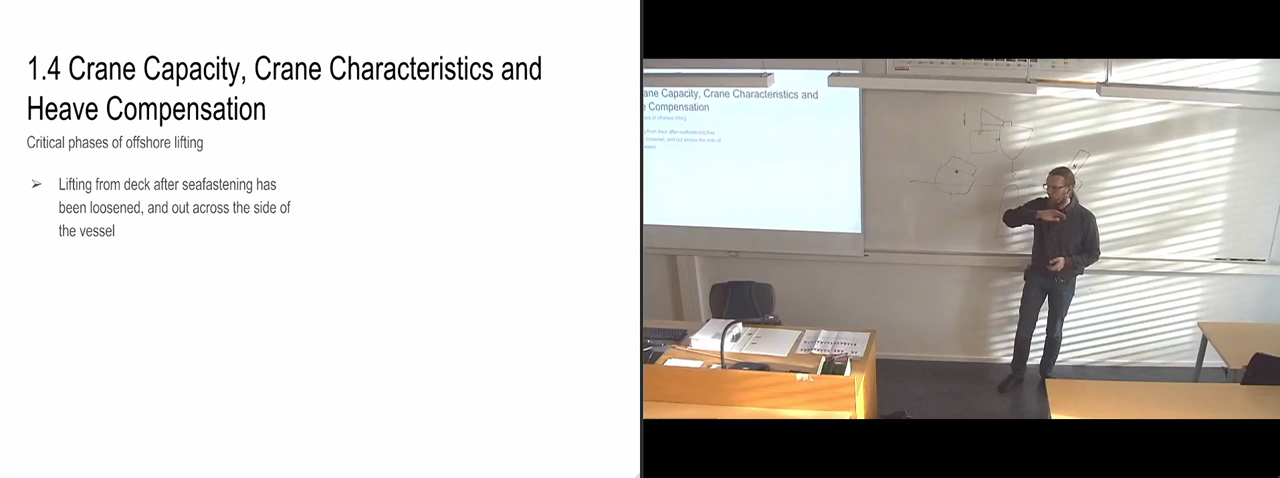 1.4 Crane Capacity, Crane Characteristics and
Heave Compensation
Critical phases of offshore lifting
➢ Lifting from deck after seafastening has
been loosened, and out across the side of
the vessel
ane Capacity, Crane Characteristics and
e Compensation